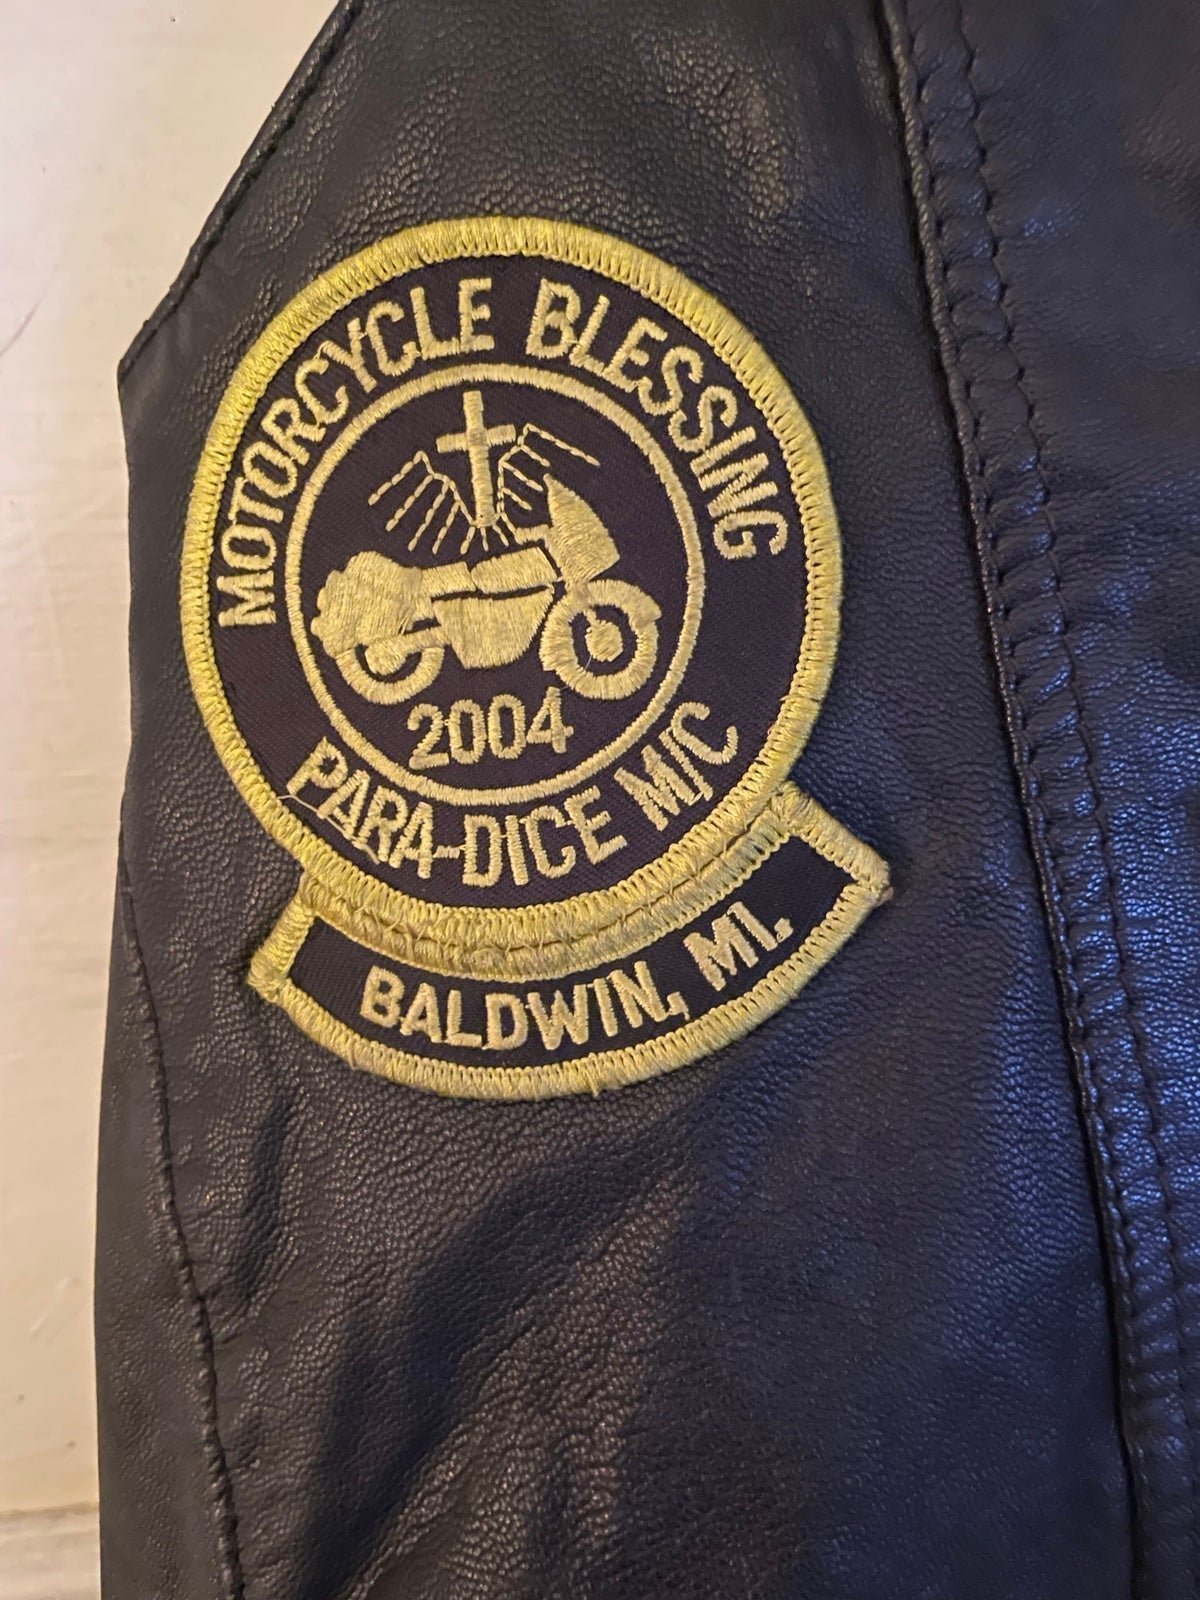 MOTORCYCLE BLESSING
2004
PARA-DICE M/C
BALDWIN, MI.